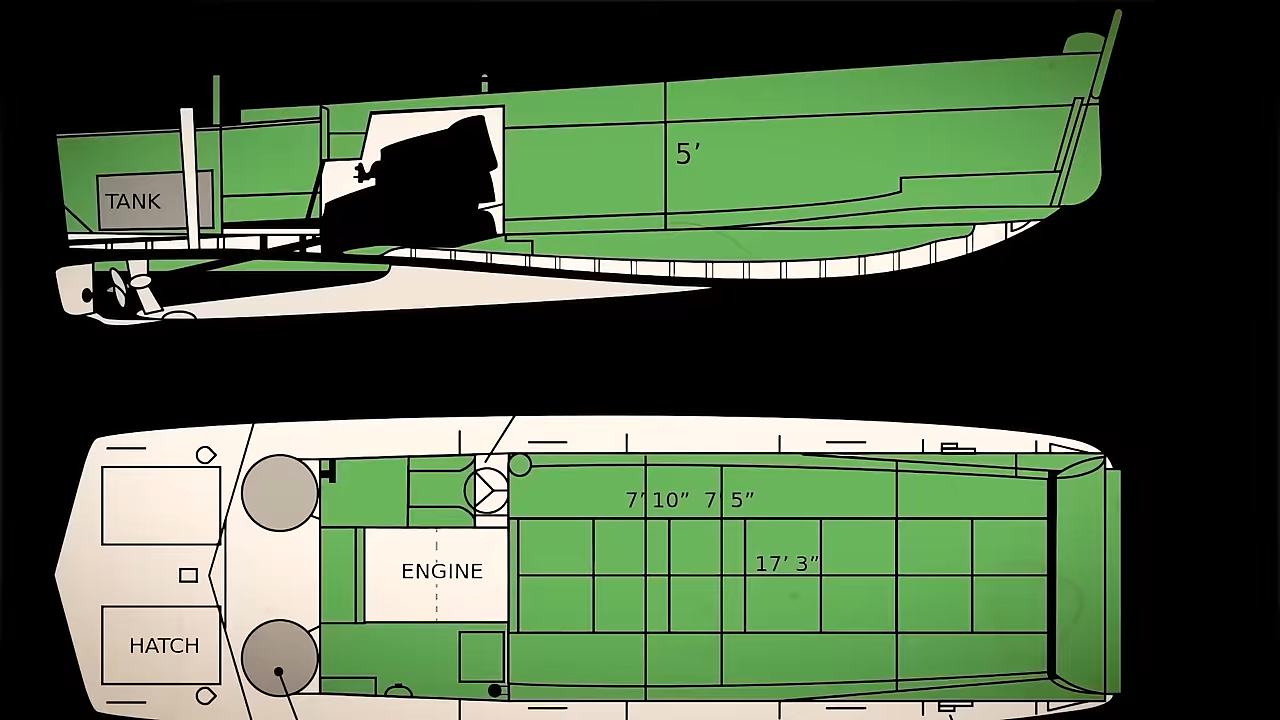 5’
TANK
7’ 10” 7’ 5”
17’ 3”
ENGINE
HATCH